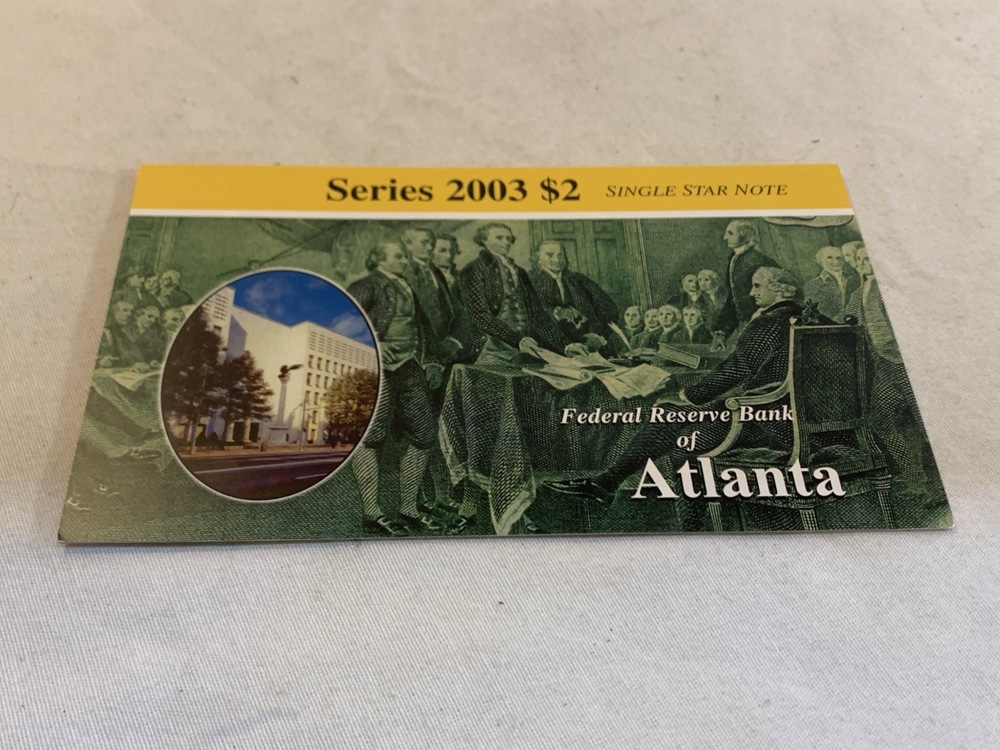 Series 2003 $2 SINGLE STAR NOTE
Federal Reserve Bank
of
Atlanta